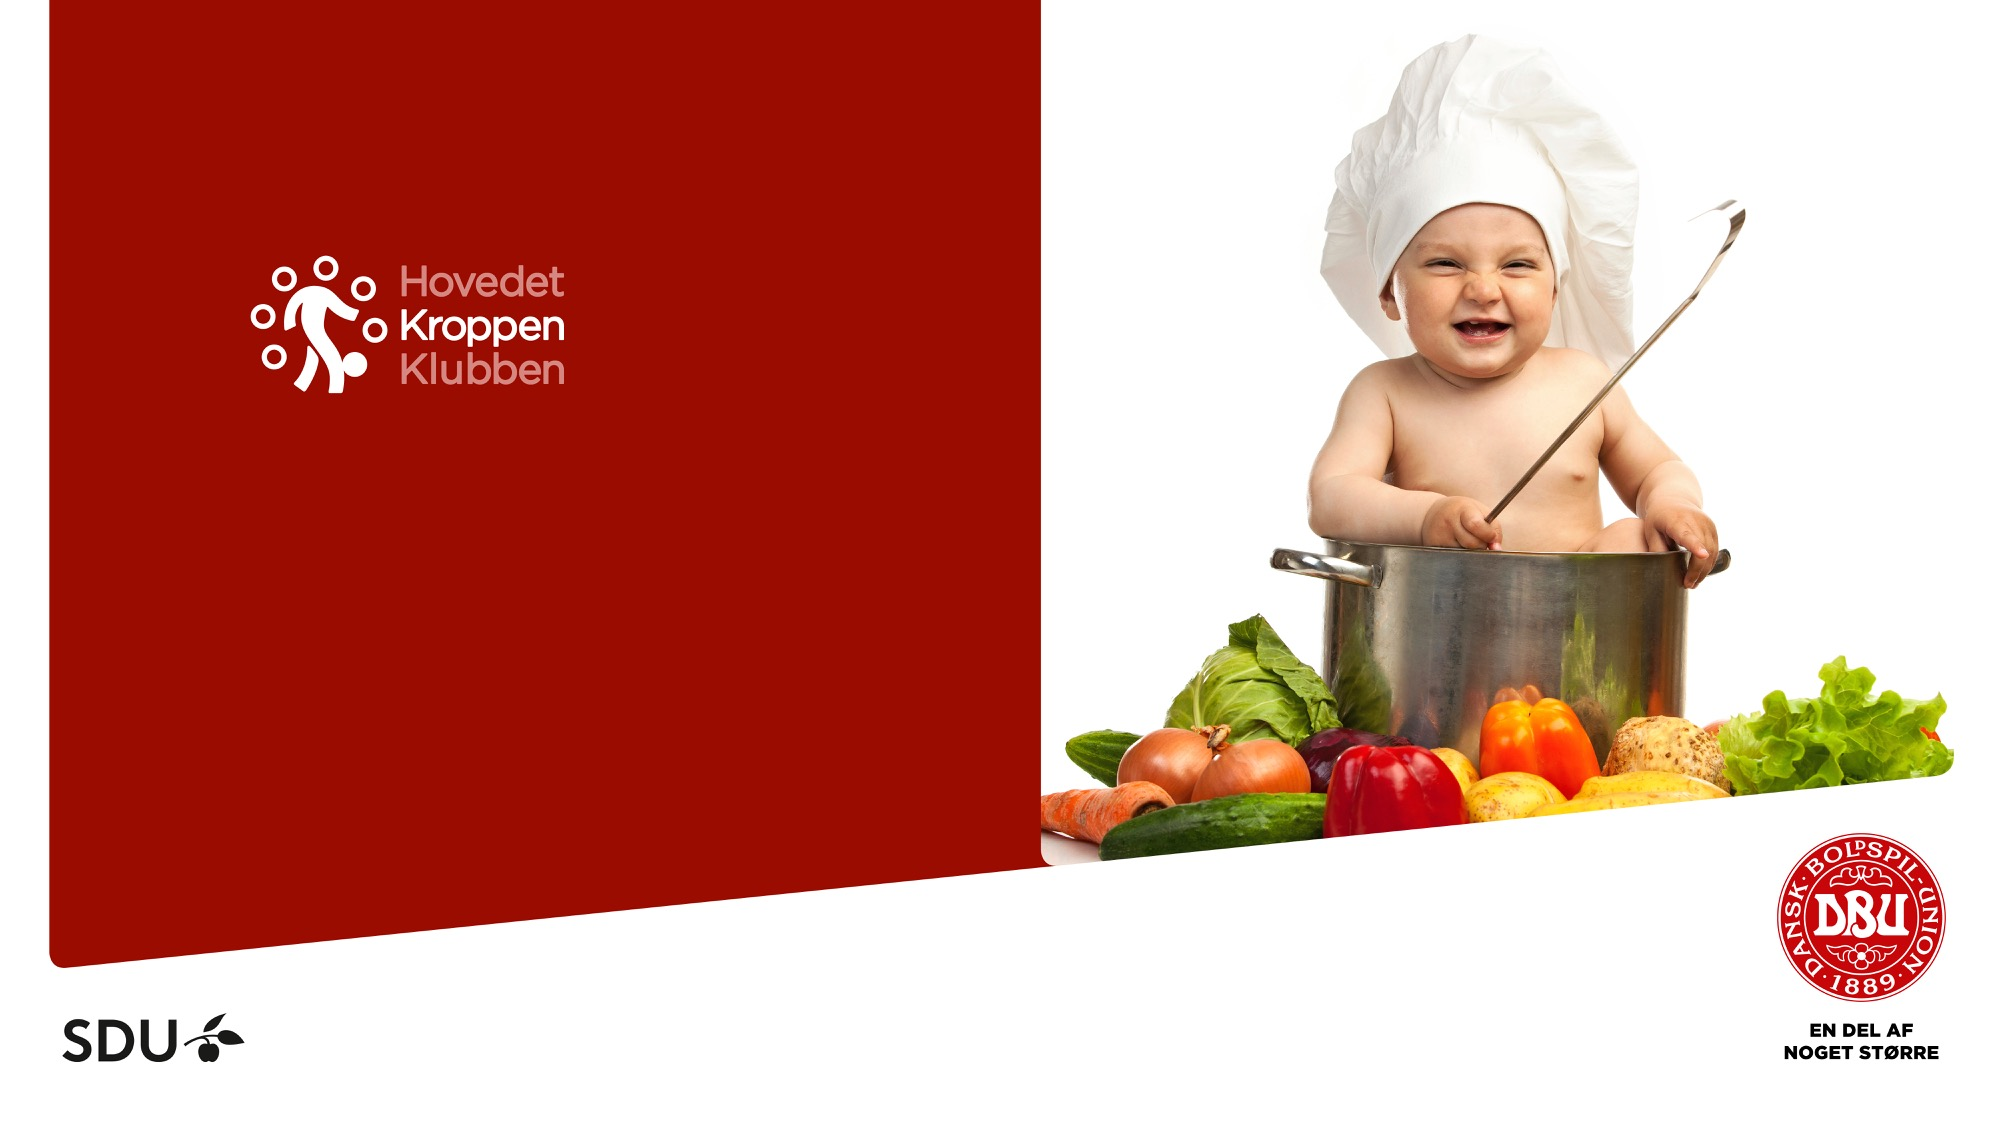 Hovedet
Kroppen
Klubben
SDU
DANSK · BOLDSPIL-UNION · 1889 ·
DBU
EN DEL AF
NOGET STØRRE